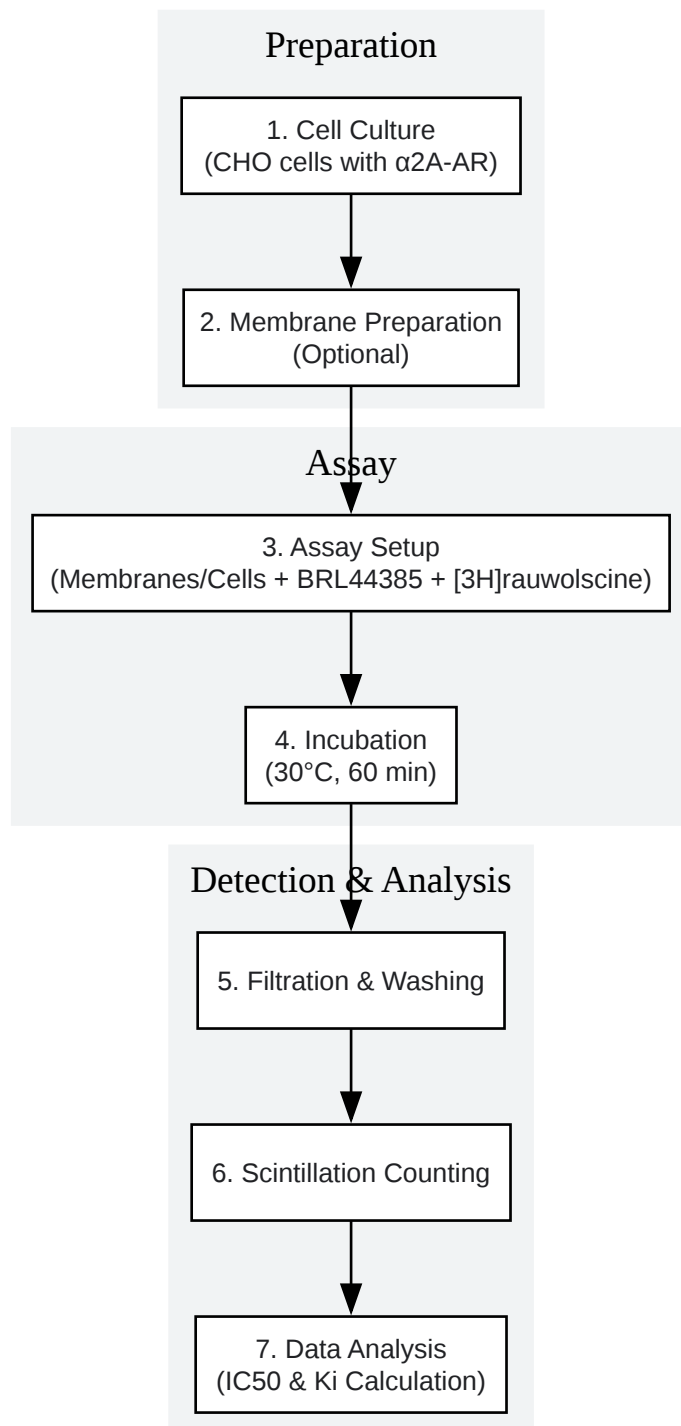 Preparation
1. Cell Culture
(CHO cells with α2A-AR)
2. Membrane Preparation
(Optional)
Assay
3. Assay Setup
(Membranes/Cells + BRL44385 + [3H]rauwolscine)
4. Incubation
(30°C, 60 min)
Detection & Analysis
5. Filtration & Washing
6. Scintillation Counting
7. Data Analysis
(IC50 & Ki Calculation)